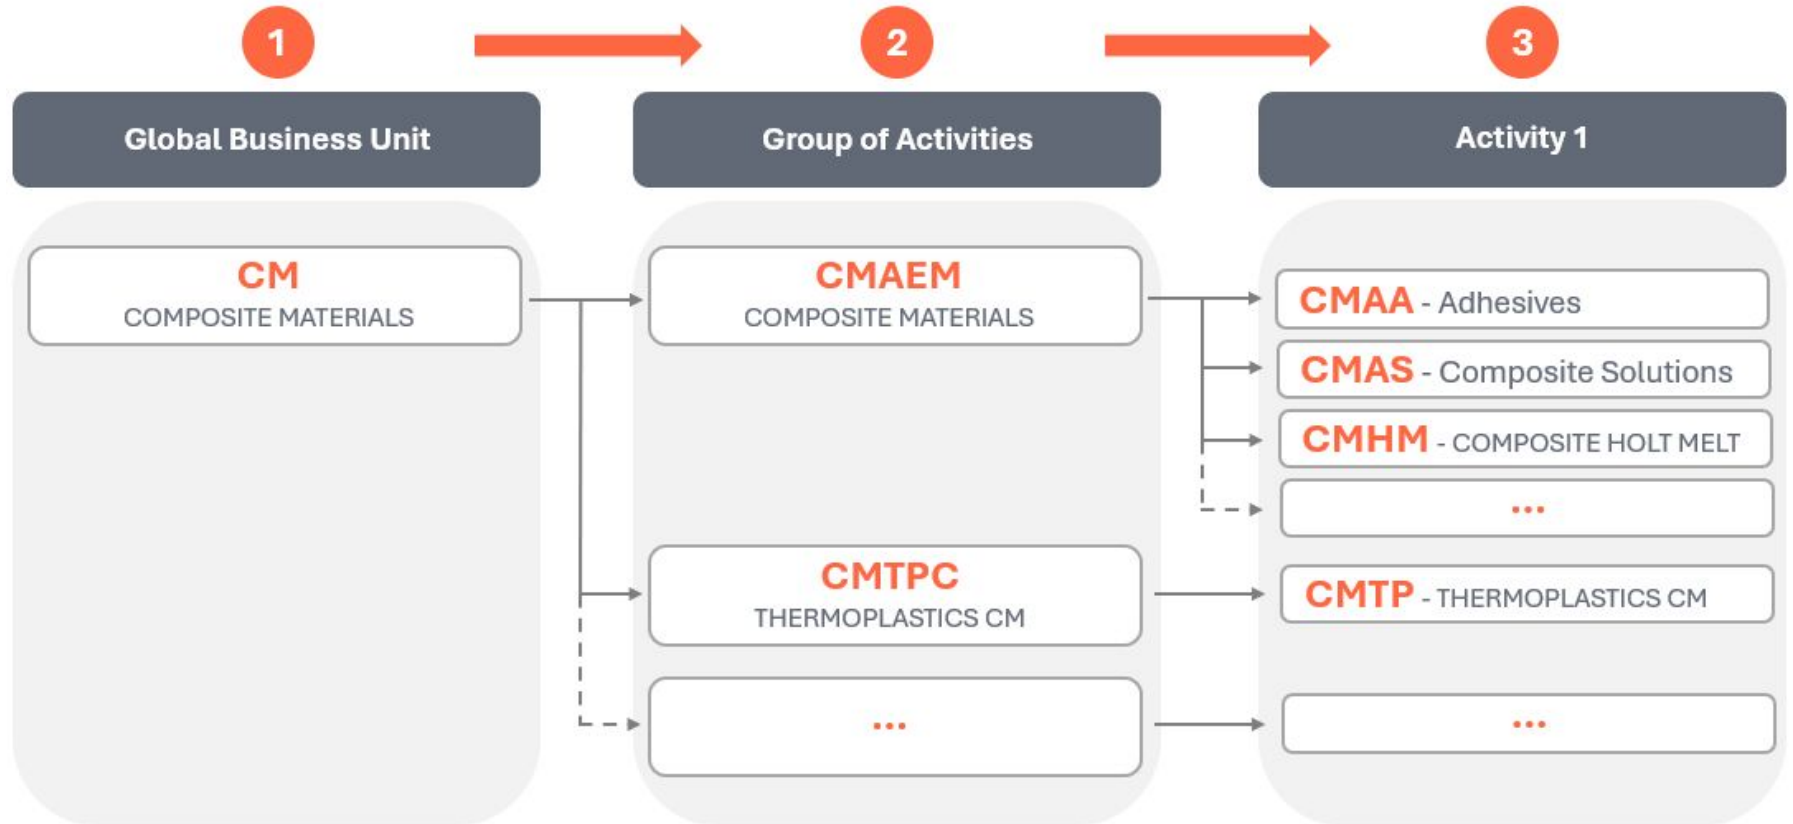 1
2
3
Global Business Unit
Group of Activities
Activity 1
CM
COMPOSITE MATERIALS
CMAEM
COMPOSITE MATERIALS
CMAA - Adhesives
CMAS - Composite Solutions
CMHM - COMPOSITE HOLT MELT
...
CMTPC
THERMOPLASTICS CM
CMTP - THERMOPLASTICS CM
...
...